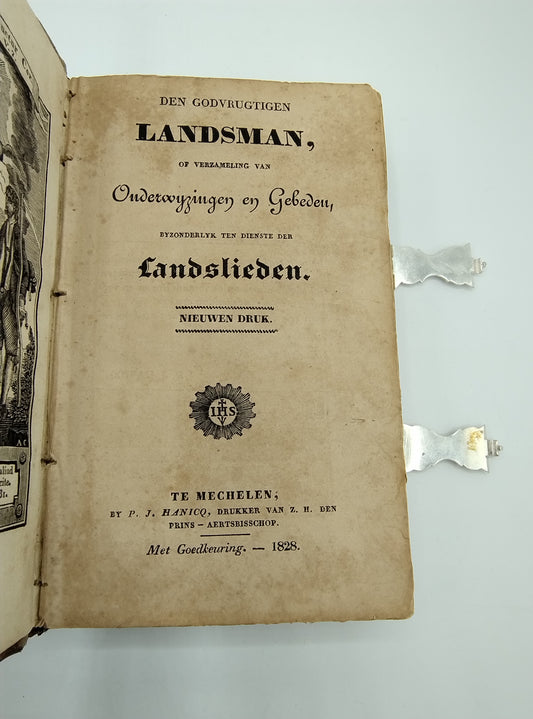 DEN GODVRUGTIGEN
LANDSMAN,
OF VERZAMELING VAN
Onderwyzingen en Gebeden,
BYZONDERLYK TEN DIENSTE DER
Landslieden.
NIEUWEN DRUK.
IHS
TE MECHELEN,
BY P. J. HANICQ, DRUKKER VAN Z. H. DEN
PRINS – AERTSBISSCHOP.
Met Goedkeuring. — 1828.